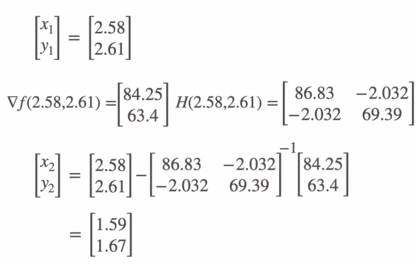 [x₁; y₁] = [2.58; 2.61]
∇f(2.58,2.61) = [84.25; 63.4] H(2.58,2.61) = [86.83 −2.032; −2.032 69.39]
[x₂; y₂] = [2.58; 2.61] − [86.83 −2.032; −2.032 69.39]⁻¹ [84.25; 63.4]
= [1.59; 1.67]